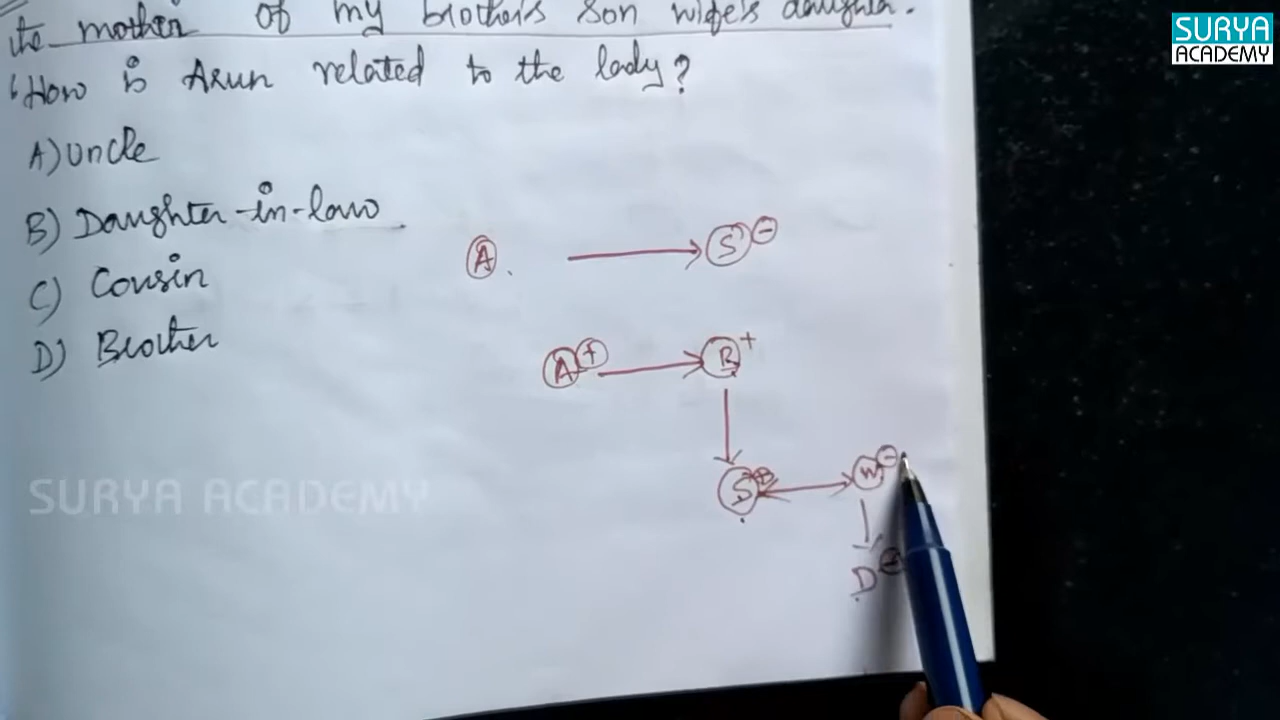 the mother of my brother's son wife's daughter.
"How is Arun related to the lady?
A) Uncle
B) Daughter-in-law
C) Cousin
D) Brother
A S -
A + B +
S + W -
D -
SURYA ACADEMY
SURYA
ACADEMY